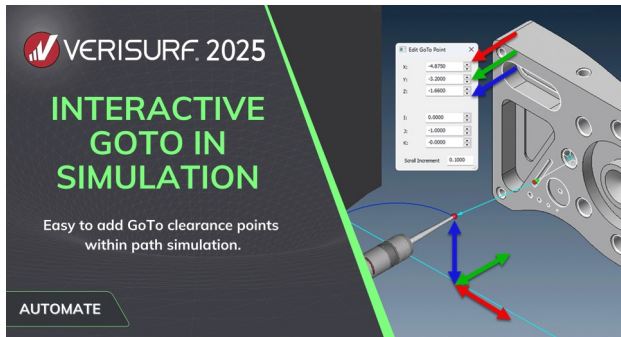 VERISURF. 2025
INTERACTIVE
GOTO IN
SIMULATION
Easy to add GoTo clearance points
within path simulation.
AUTOMATE
Edit GoTo Point
X: -4.8750
Y: -3.2000
Z: -1.6600
I: 0.0000
J: -1.0000
K: -0.0000
Scroll Increment 0.1000